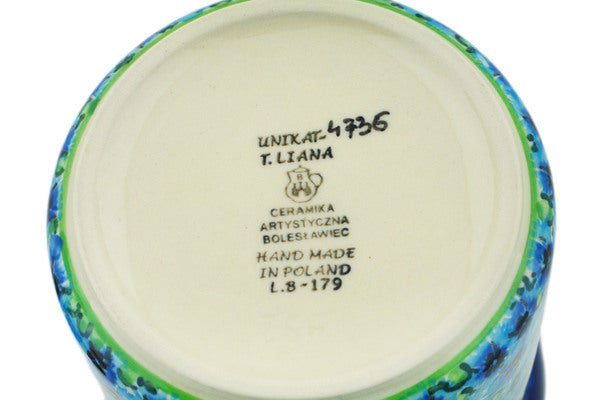 UNIKAT-4736
T. LIANA
B
CERAMIKA
ARTYSTYCZNA
BOLESŁAWIEC
HAND MADE
IN POLAND
L.8-179